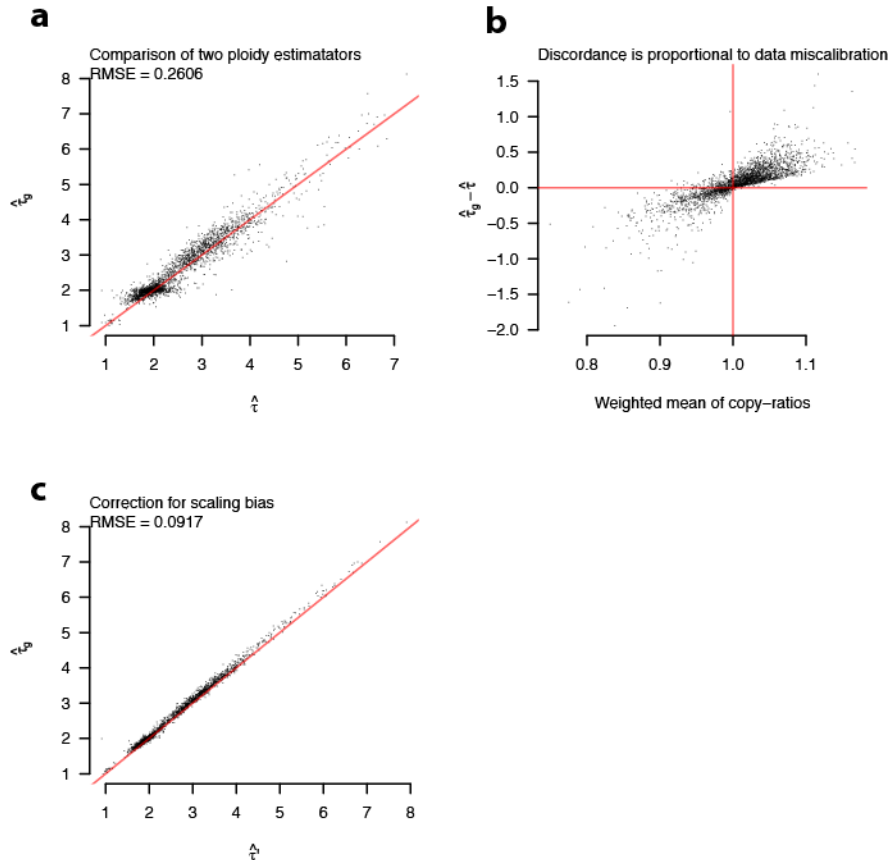 a
Comparison of two ploidy estimatators
RMSE = 0.2606
8
7
6
5
4
3
2
1
τ̂g
1 2 3 4 5 6 7
τ̂
b
Discordance is proportional to data miscalibration
1.5
1.0
0.5
0.0
−0.5
−1.0
−1.5
−2.0
τ̂g − τ̂
0.8 0.9 1.0 1.1
Weighted mean of copy−ratios
c
Correction for scaling bias
RMSE = 0.0917
8
7
6
5
4
3
2
1
τ̂g
1 2 3 4 5 6 7 8
τ̂'